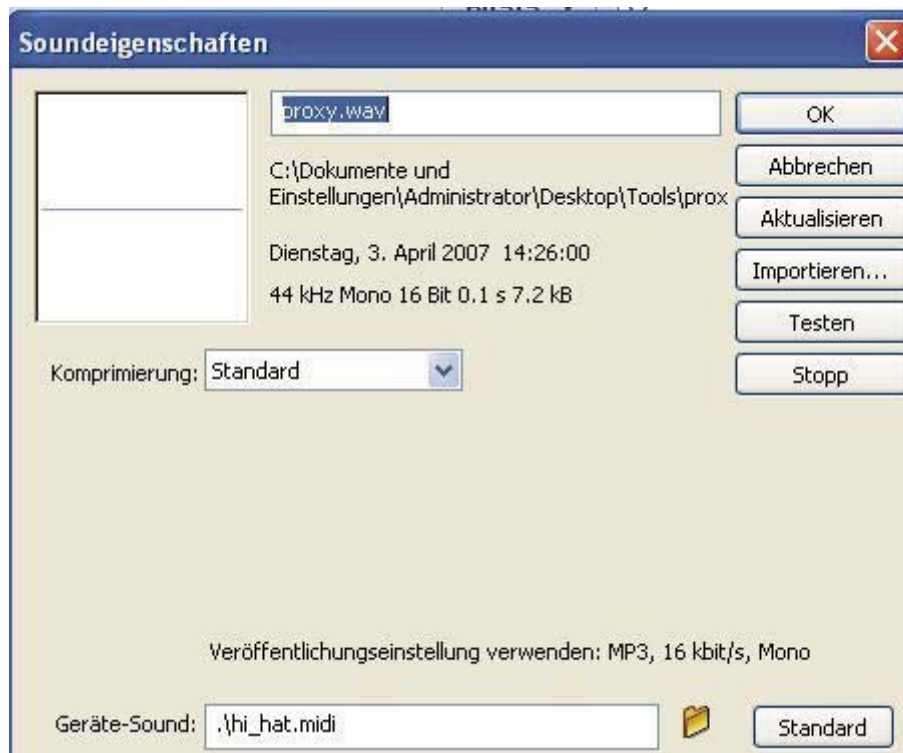 Soundeigenschaften
proxy.wav
OK
C:\Dokumente und
Einstellungen\Administrator\Desktop\Tools\prox
Abbrechen
Aktualisieren
Dienstag, 3. April 2007 14:26:00
Importieren...
44 kHz Mono 16 Bit 0.1 s 7.2 kB
Testen
Komprimierung: Standard
Stopp
Veröffentlichungseinstellung verwenden: MP3, 16 kbit/s, Mono
Geräte-Sound: .\hi_hat.midi
Standard